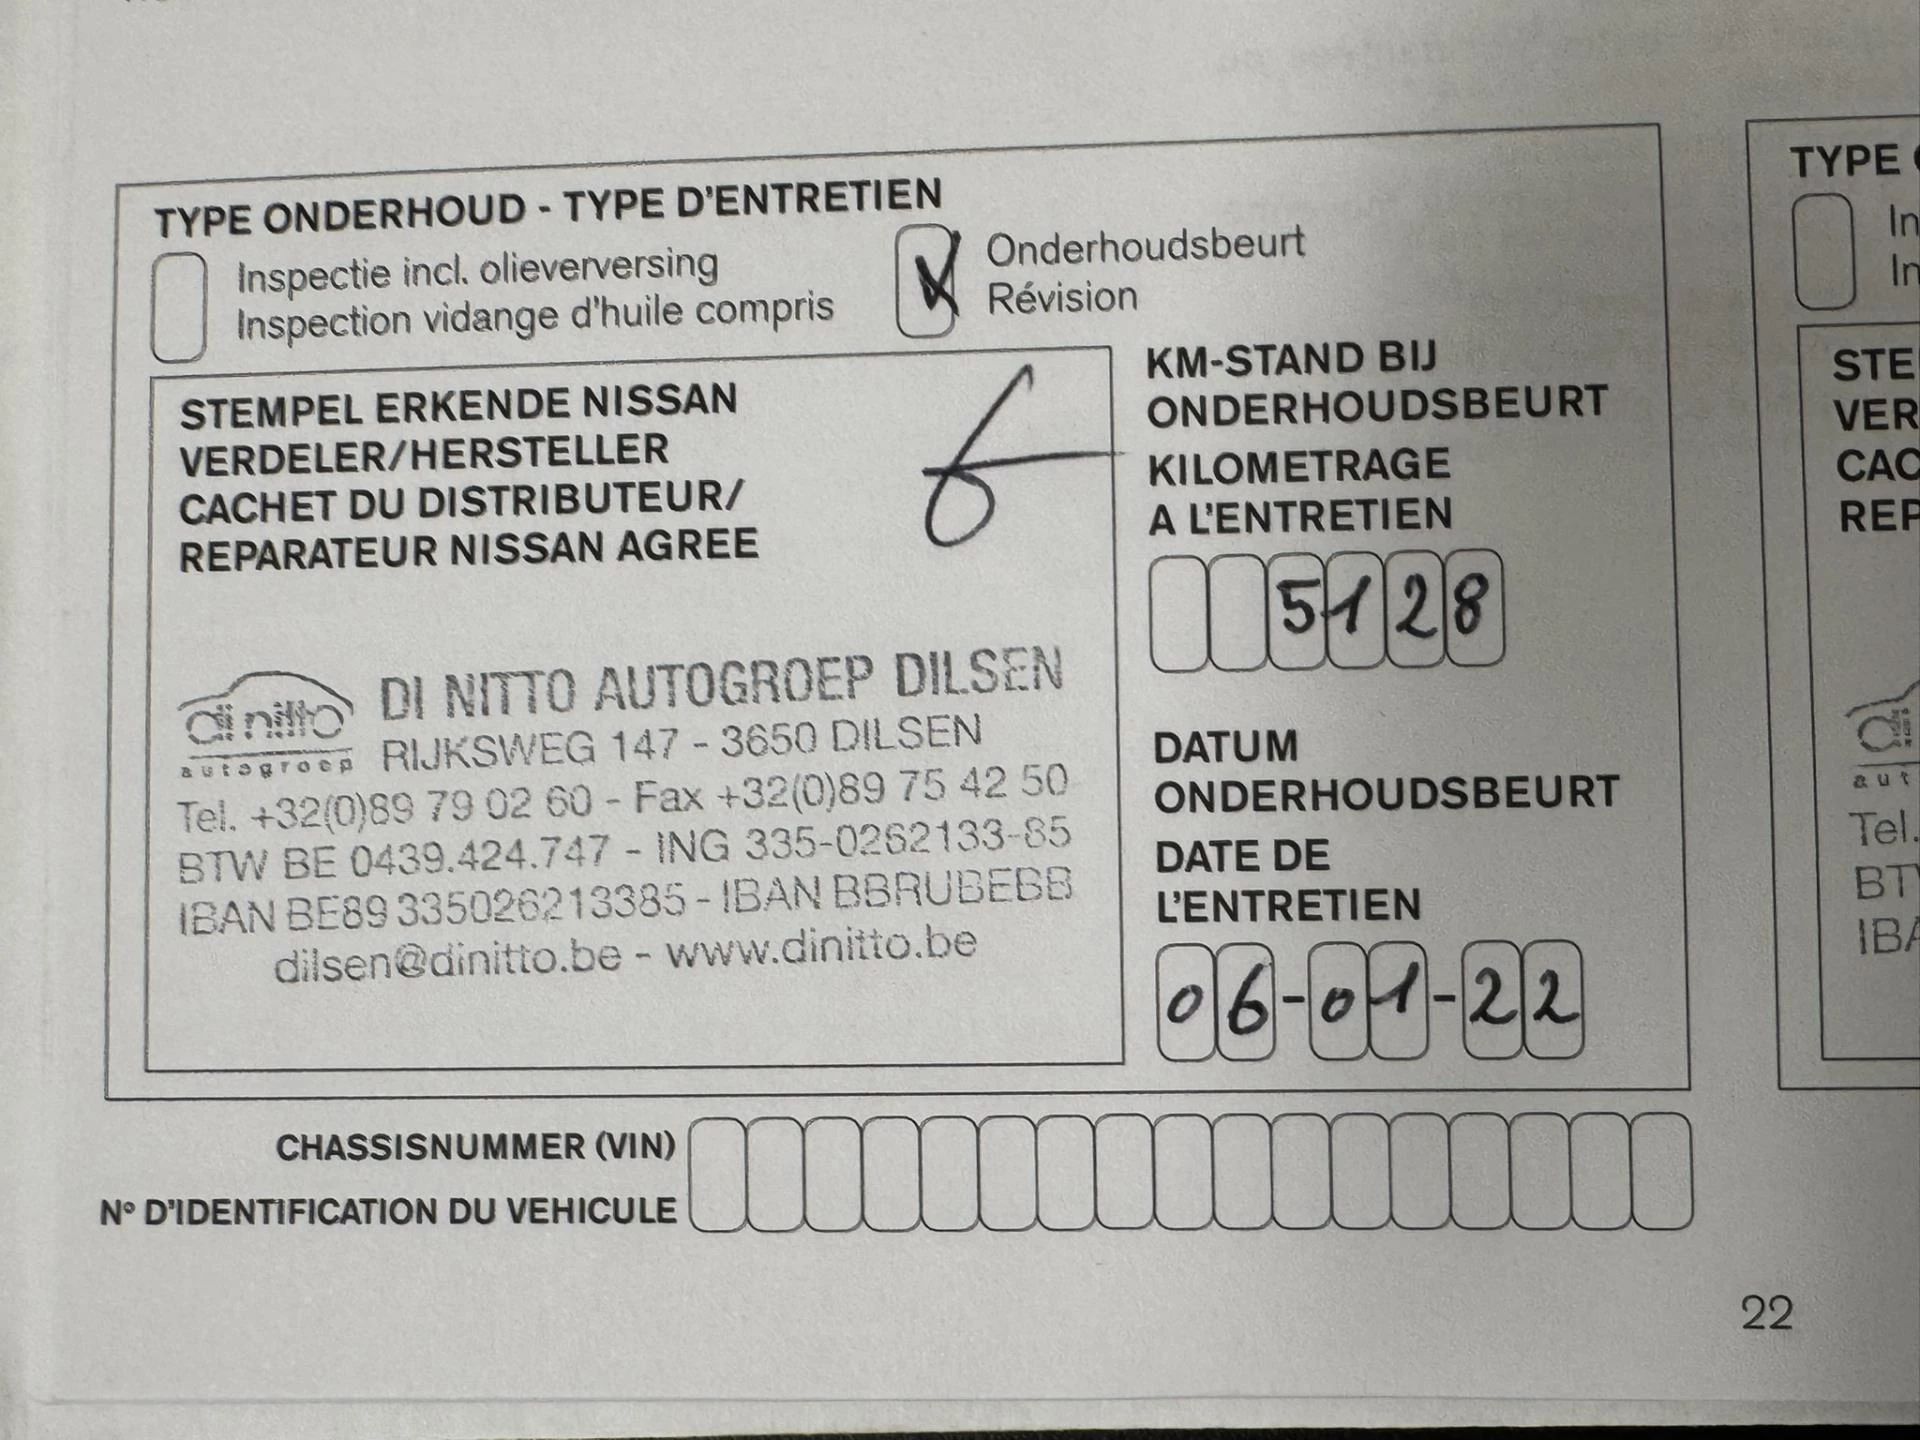 TYPE ONDERHOUD - TYPE D'ENTRETIEN
Inspectie incl. olieverversing
Inspection vidange d'huile compris
Onderhoudsbeurt
Révision
STEMPEL ERKENDE NISSAN
VERDELER/HERSTELLER
CACHET DU DISTRIBUTEUR/
REPARATEUR NISSAN AGREE
di nitto
autogroep
DI NITTO AUTOGROEP DILSEN
RIJKSWEG 147 - 3650 DILSEN
Tel. +32(0)89 79 02 60 - Fax +32(0)89 75 42 50
BTW BE 0439.424.747 - ING 335-0262133-85
IBAN BE89 335026213385 - IBAN BBRUBEBB
dilsen@dinitto.be - www.dinitto.be
KM-STAND BIJ
ONDERHOUDSBEURT
KILOMETRAGE
A L'ENTRETIEN
5128
DATUM
ONDERHOUDSBEURT
DATE DE
L'ENTRETIEN
06-01-22
CHASSISNUMMER (VIN)
N° D'IDENTIFICATION DU VEHICULE
22
TYPE
In
In
STE
VER
CAC
REP
di
aut
Tel.
BT
IBA